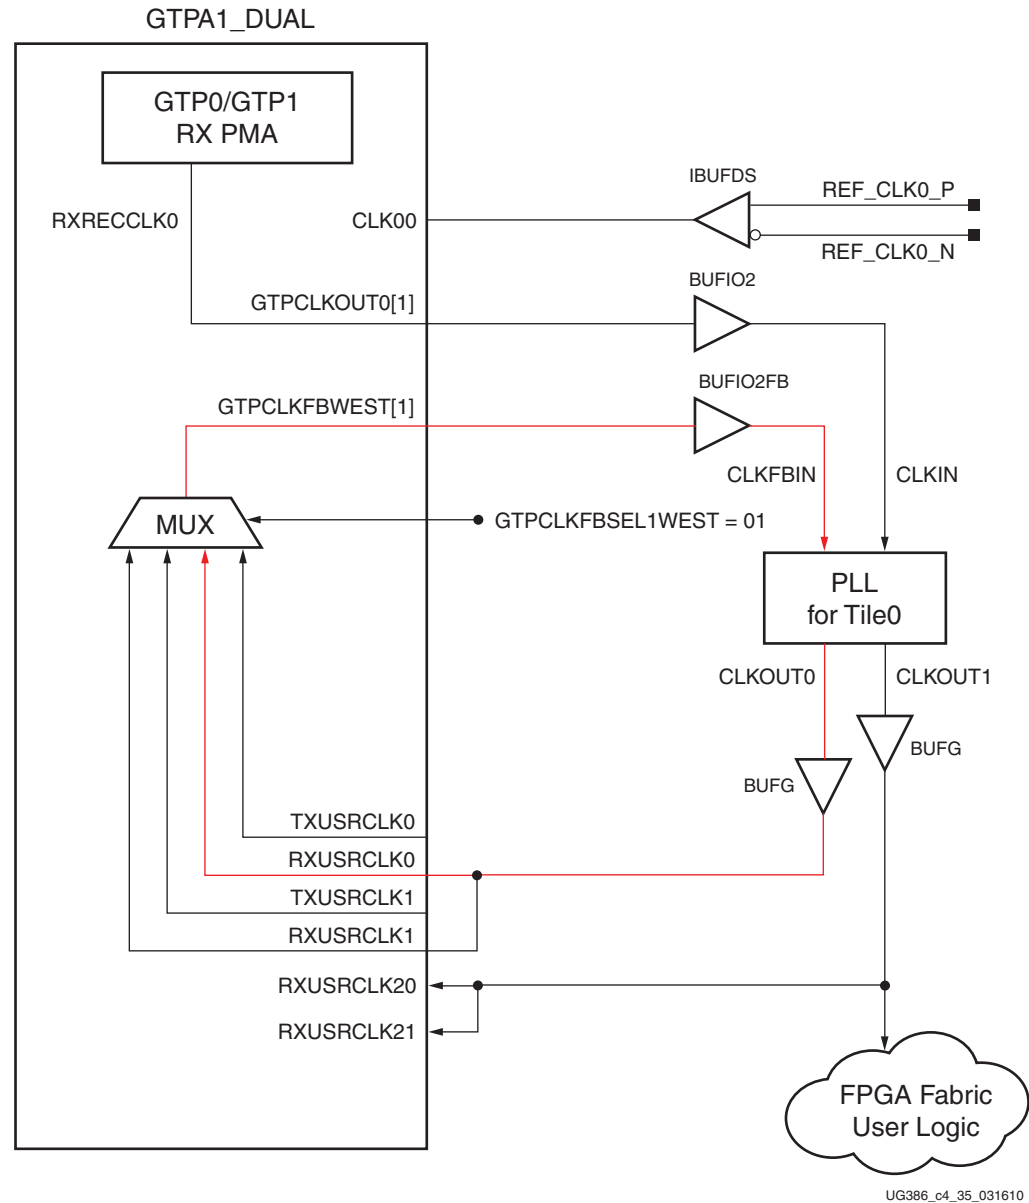 GTPA1_DUAL
GTP0/GTP1
RX PMA
IBUFDS
REF_CLK0_P
RXRECCLK0
CLK00
REF_CLK0_N
BUFIO2
GTPCLKOUT0[1]
BUFIO2FB
GTPCLKFBWEST[1]
CLKFBIN
CLKIN
MUX
GTPCLKFBSEL1WEST = 01
PLL
for Tile0
CLKOUT0
CLKOUT1
BUFG
BUFG
TXUSRCLK0
RXUSRCLK0
TXUSRCLK1
RXUSRCLK1
RXUSRCLK20
RXUSRCLK21
FPGA Fabric
User Logic
UG386_c4_35_031610